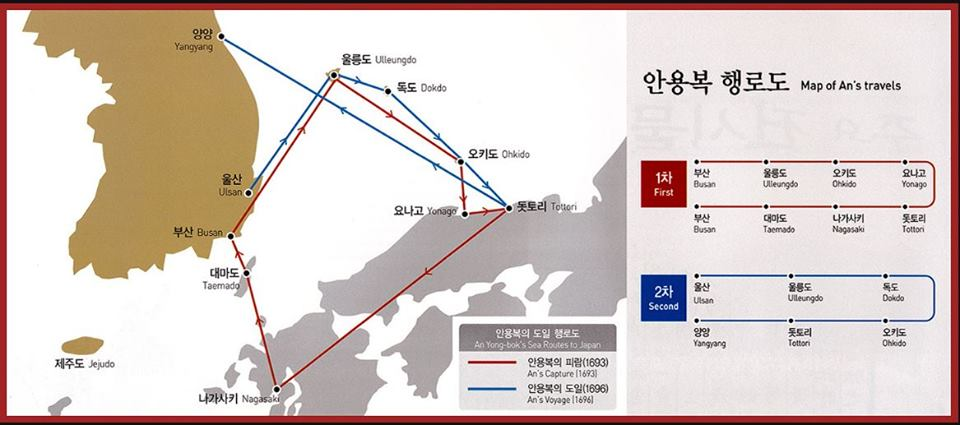 양양
Yangyang
울릉도 Ulleungdo
독도 Dokdo
오키도 Ohkido
울산
Ulsan
요나고 Yonago
돗토리 Tottori
부산 Busan
대마도
Taemado
제주도 Jejudo
나가사키 Nagasaki
안용복의 도일 행로도
An Yong-bok's Sea Routes to Japan
안용복의 피랍(1693)
An's Capture (1693)
안용복의 도일(1696)
An's Voyage (1696)
안용복 행로도 Map of An's travels
1차
First
부산 울릉도 오키도 요나고
Busan Ulleungdo Ohkido Yonago
부산 대마도 나가사키 돗토리
Busan Taemado Nagasaki Tottori
2차
Second
울산 울릉도 독도
Ulsan Ulleungdo Dokdo
양양 돗토리 오키도
Yangyang Tottori Ohkido